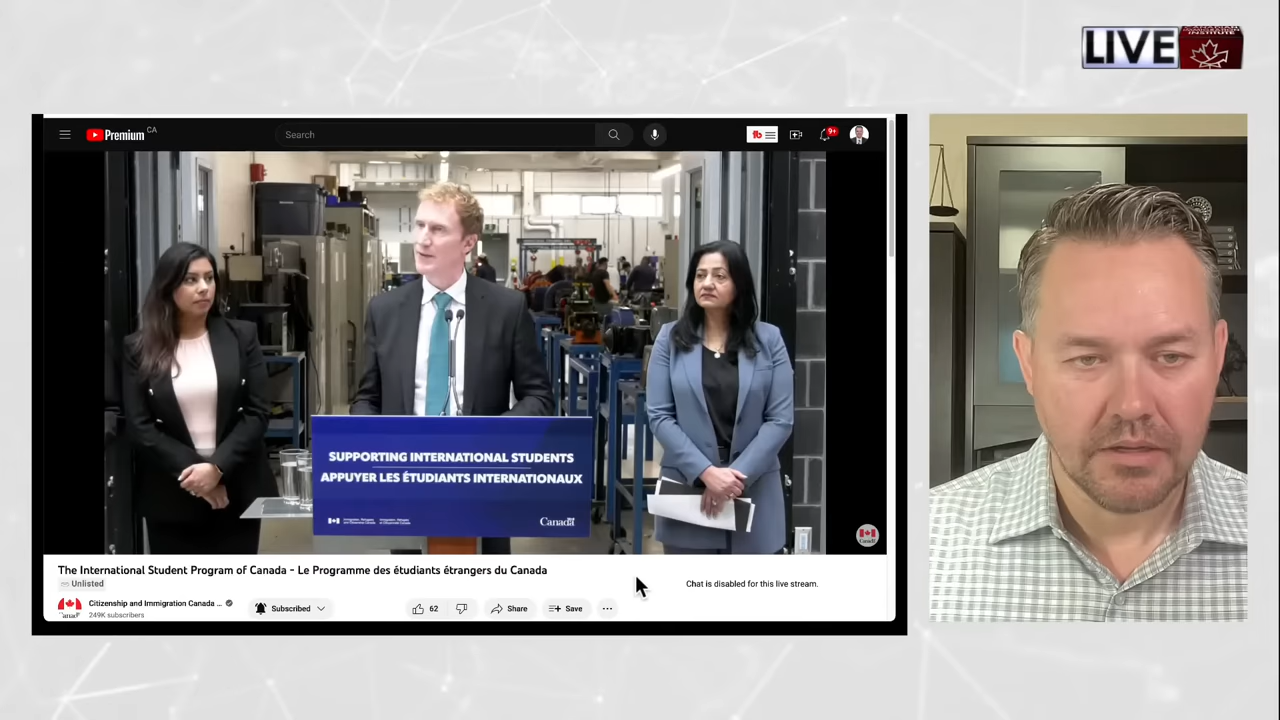 LIVE
INSTITUTE
Premium CA
Search
9+
SUPPORTING INTERNATIONAL STUDENTS
APPUYER LES ÉTUDIANTS INTERNATIONAUX
Canada
The International Student Program of Canada - Le Programme des étudiants étrangers du Canada
Unlisted
Chat is disabled for this live stream.
Citizenship and Immigration Canada ...
249K subscribers
Subscribed
62
Share
Save